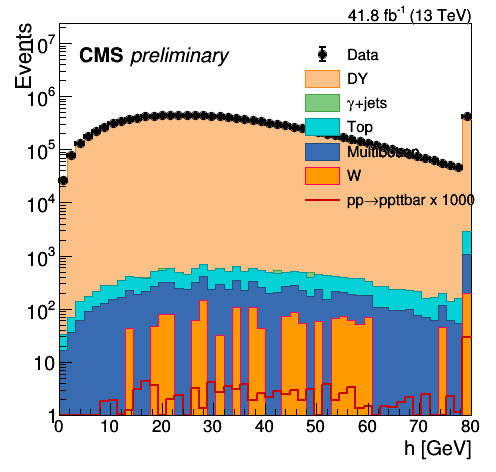 41.8 fb⁻¹ (13 TeV)
Events
CMS preliminary
Data
DY
γ+jets
Top
Multiboson
W
pp→ppttbar x 1000
10⁷
10⁶
10⁵
10⁴
10³
10²
10
1
0 10 20 30 40 50 60 70 80
h [GeV]